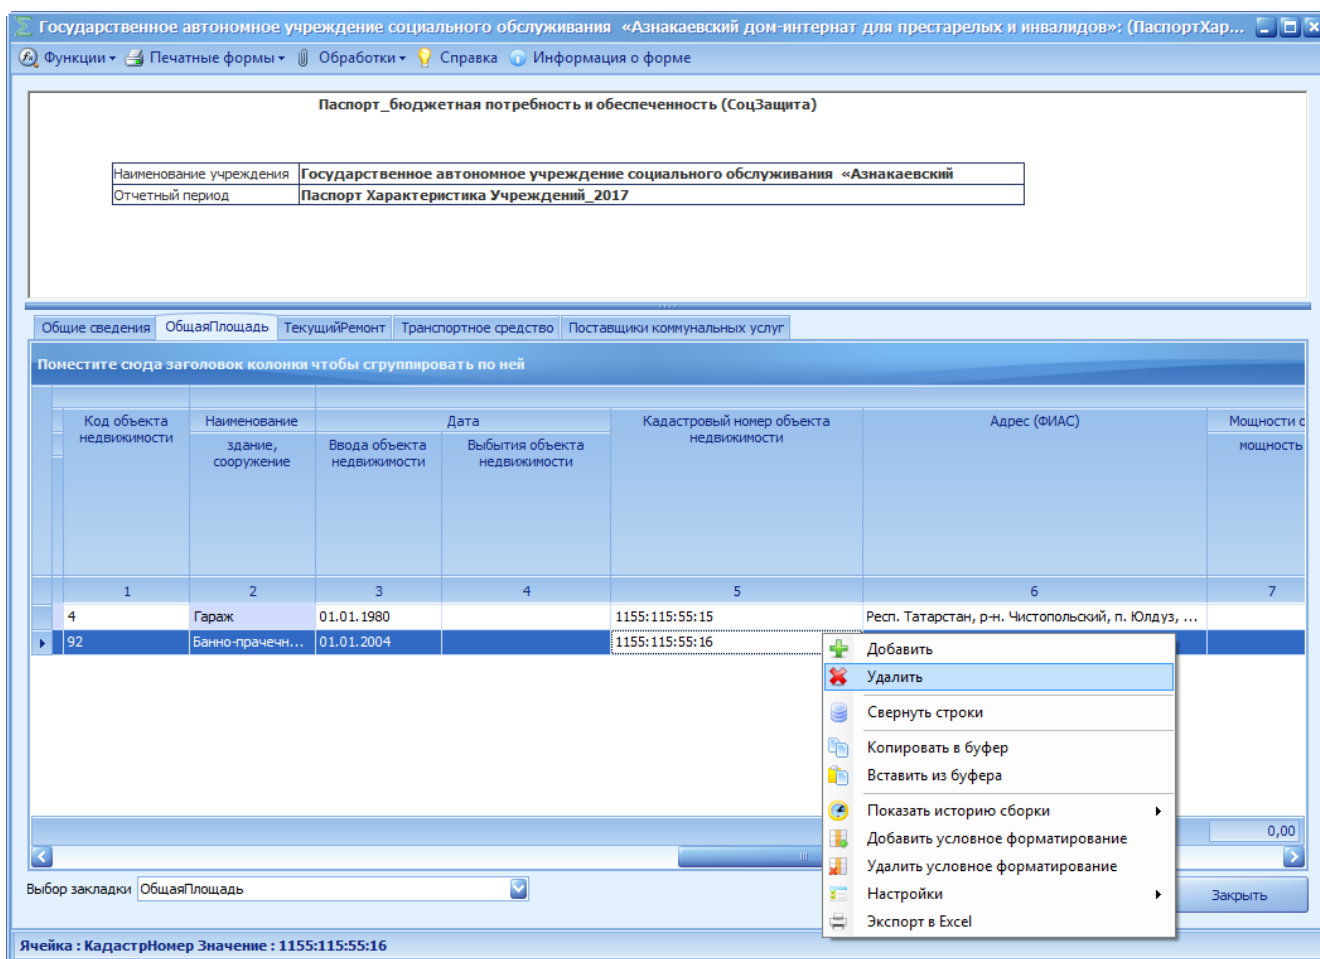 Государственное автономное учреждение социального обслуживания «Азнакаевский дом-интернат для престарелых и инвалидов»: (ПаспортХар...
Функции Печатные формы Обработки Справка Информация о форме
Паспорт_бюджетная потребность и обеспеченность (СоцЗащита)
Наименование учреждения Государственное автономное учреждение социального обслуживания «Азнакаевский
Отчетный период Паспорт Характеристика Учреждений_2017
Общие сведения ОбщаяПлощадь ТекущийРемонт Транспортное средство Поставщики коммунальных услуг
Поместите сюда заголовок колонки чтобы сгруппировать по ней
Код объекта Наименование Дата Кадастровый номер объекта Адрес (ФИАС) Мощности с
недвижимости здание, Ввода объекта Выбытия объекта недвижимости мощность
сооружение недвижимости недвижимости
1 2 3 4 5 6 7
4 Гараж 01.01.1980 1155:115:55:15 Респ. Татарстан, р-н. Чистопольский, п. Юлдуз, ...
92 Банно-прачечн... 01.01.2004 1155:115:55:16
Добавить
Удалить
Свернуть строки
Копировать в буфер
Вставить из буфера
Показать историю сборки
Добавить условное форматирование
0,00
Удалить условное форматирование
Настройки
Экспорт в Excel
Выбор закладки ОбщаяПлощадь
Закрыть
Ячейка : КадастрНомер Значение : 1155:115:55:16